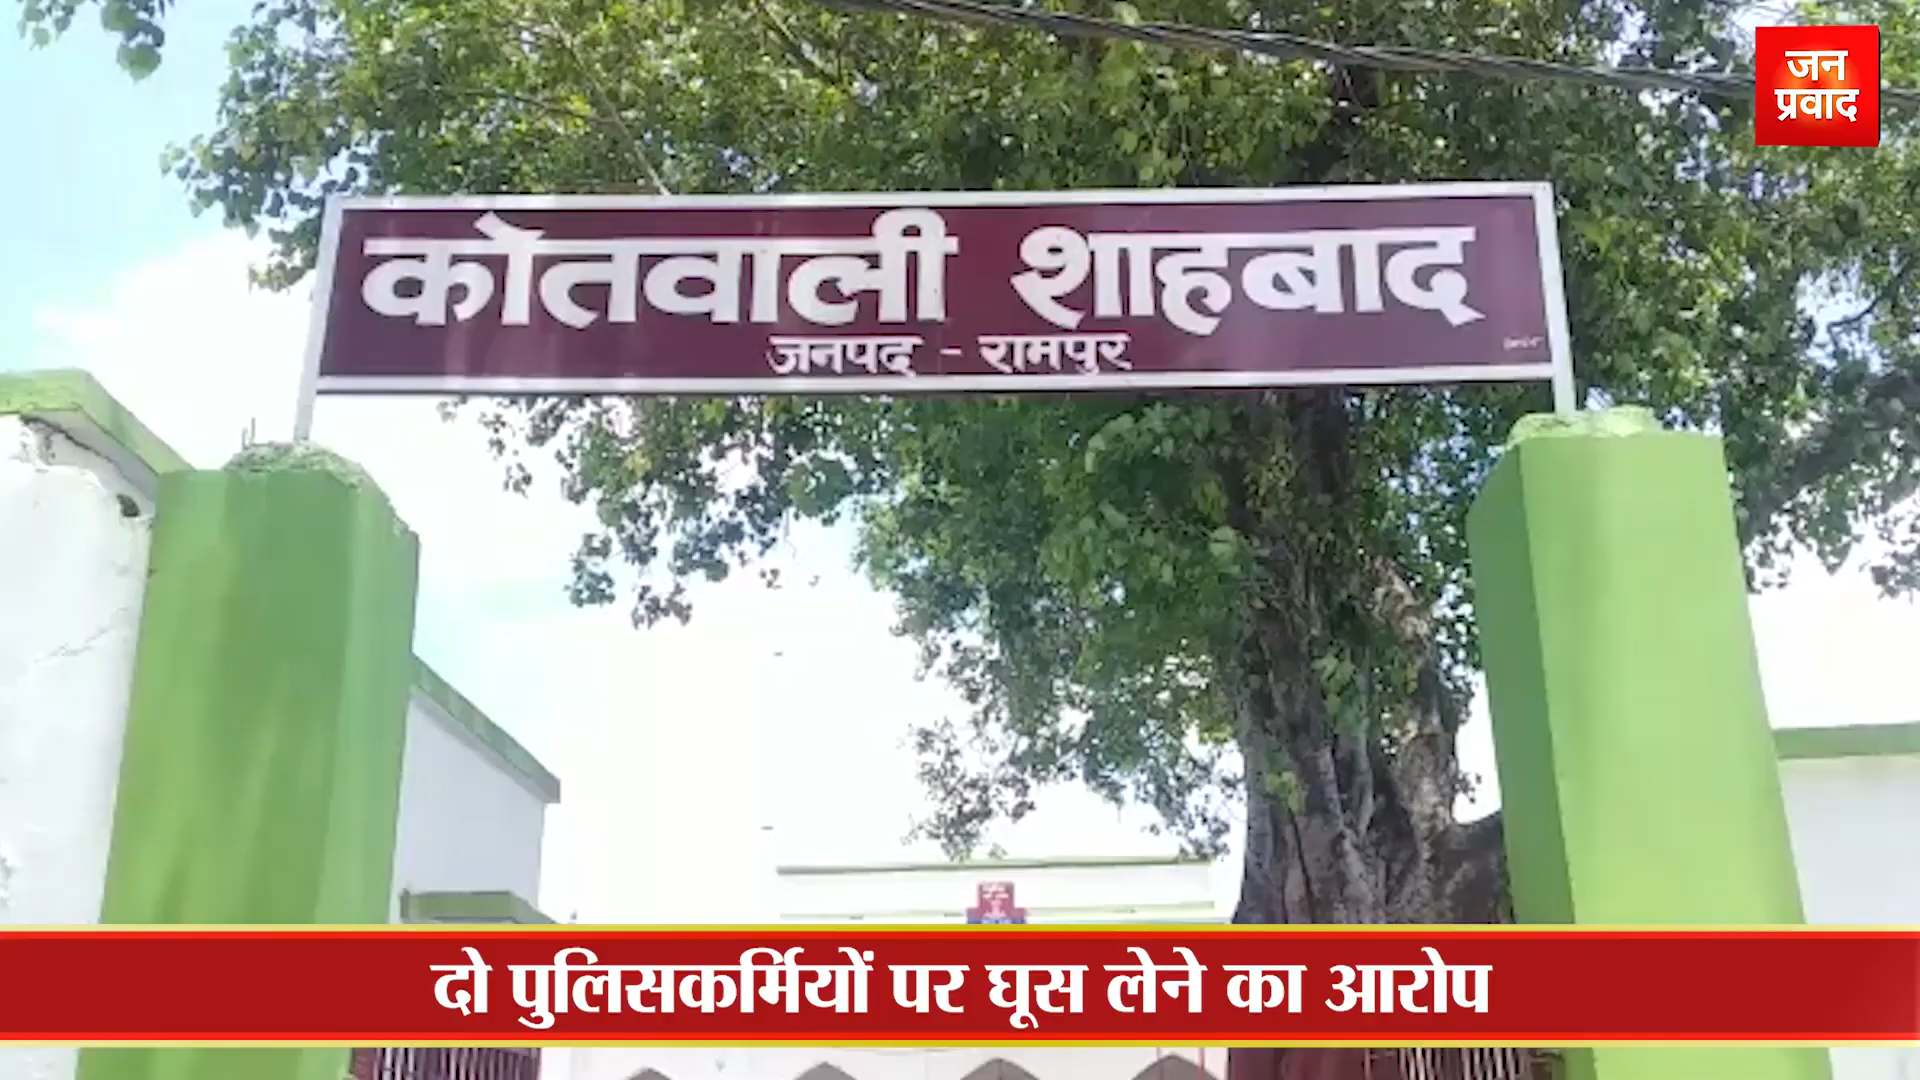 जन
प्रवाद
कोतवाली शाहबाद
जनपद - रामपुर
दो पुलिसकर्मियों पर घूस लेने का आरोप